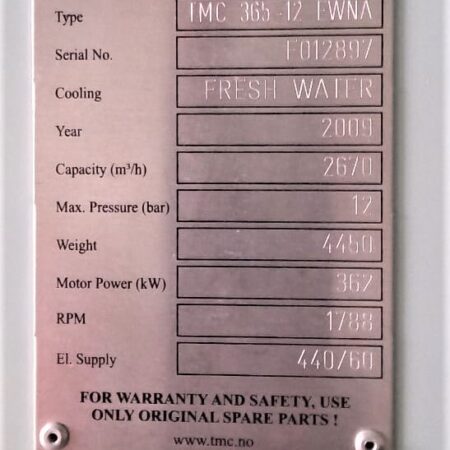 Type TMC 365-12 EWNA
Serial No. F012897
Cooling FRESH WATER
Year 2009
Capacity (m³/h) 2670
Max. Pressure (bar) 12
Weight 4450
Motor Power (kW) 362
RPM 1788
El. Supply 440/60
FOR WARRANTY AND SAFETY, USE
ONLY ORIGINAL SPARE PARTS !
www.tmc.no